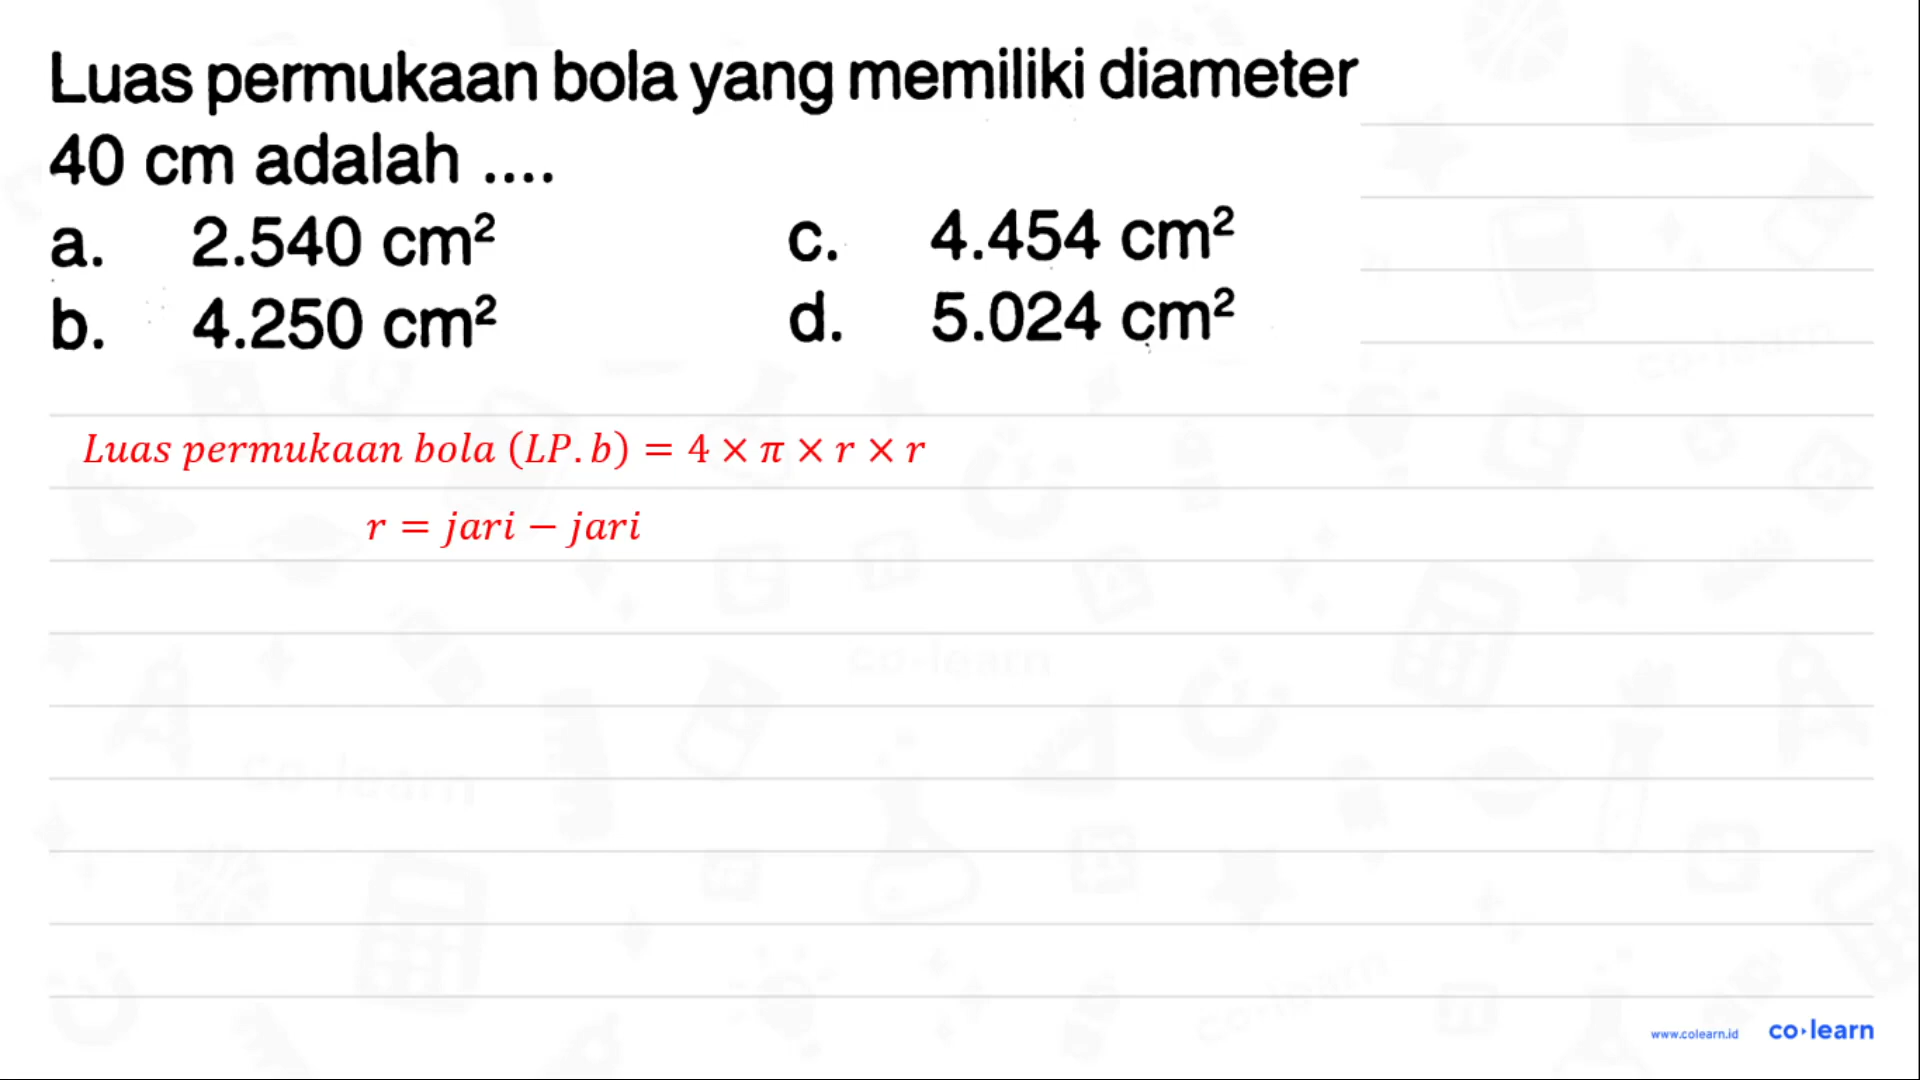 Luas permukaan bola yang memiliki diameter
40 cm adalah ....
a. 2.540 cm² c. 4.454 cm²
b. 4.250 cm² d. 5.024 cm²
Luas permukaan bola (LP. b) = 4 × π × r × r
r = jari − jari
www.colearn.id co·learn